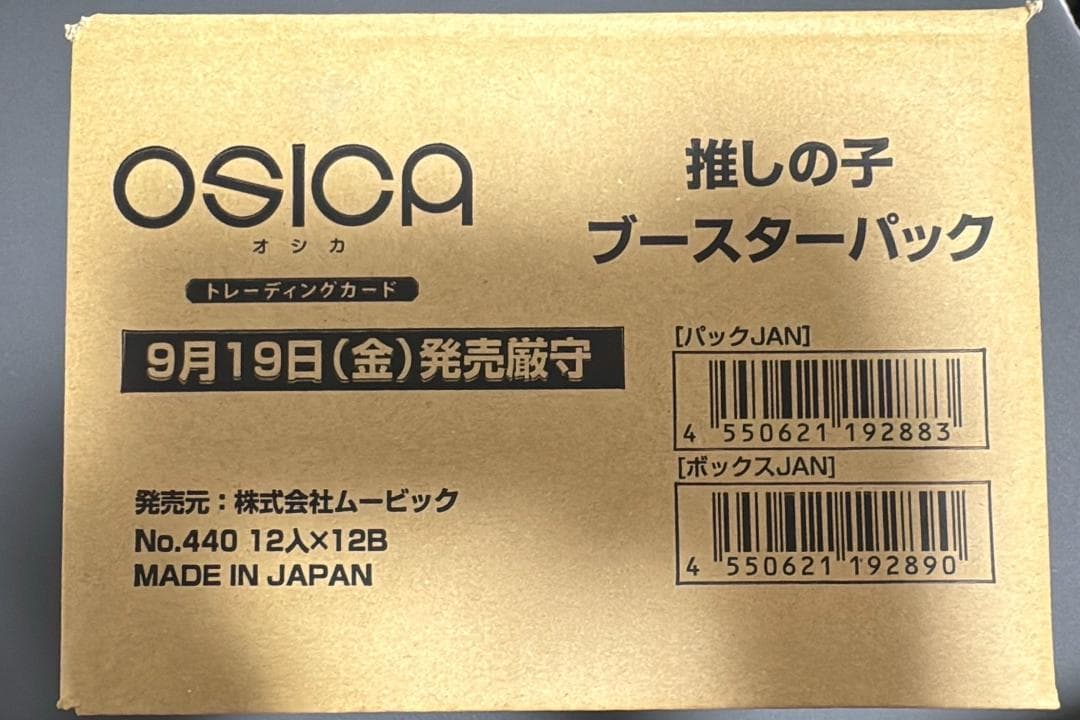 OSICA
オシカ
トレーディングカード
推しの子
ブースターパック
9月19日(金)発売厳守
[パックJAN]
4 550621 192883
[ボックスJAN]
4 550621 192890
発売元：株式会社ムービック
No.440 12入×12B
MADE IN JAPAN